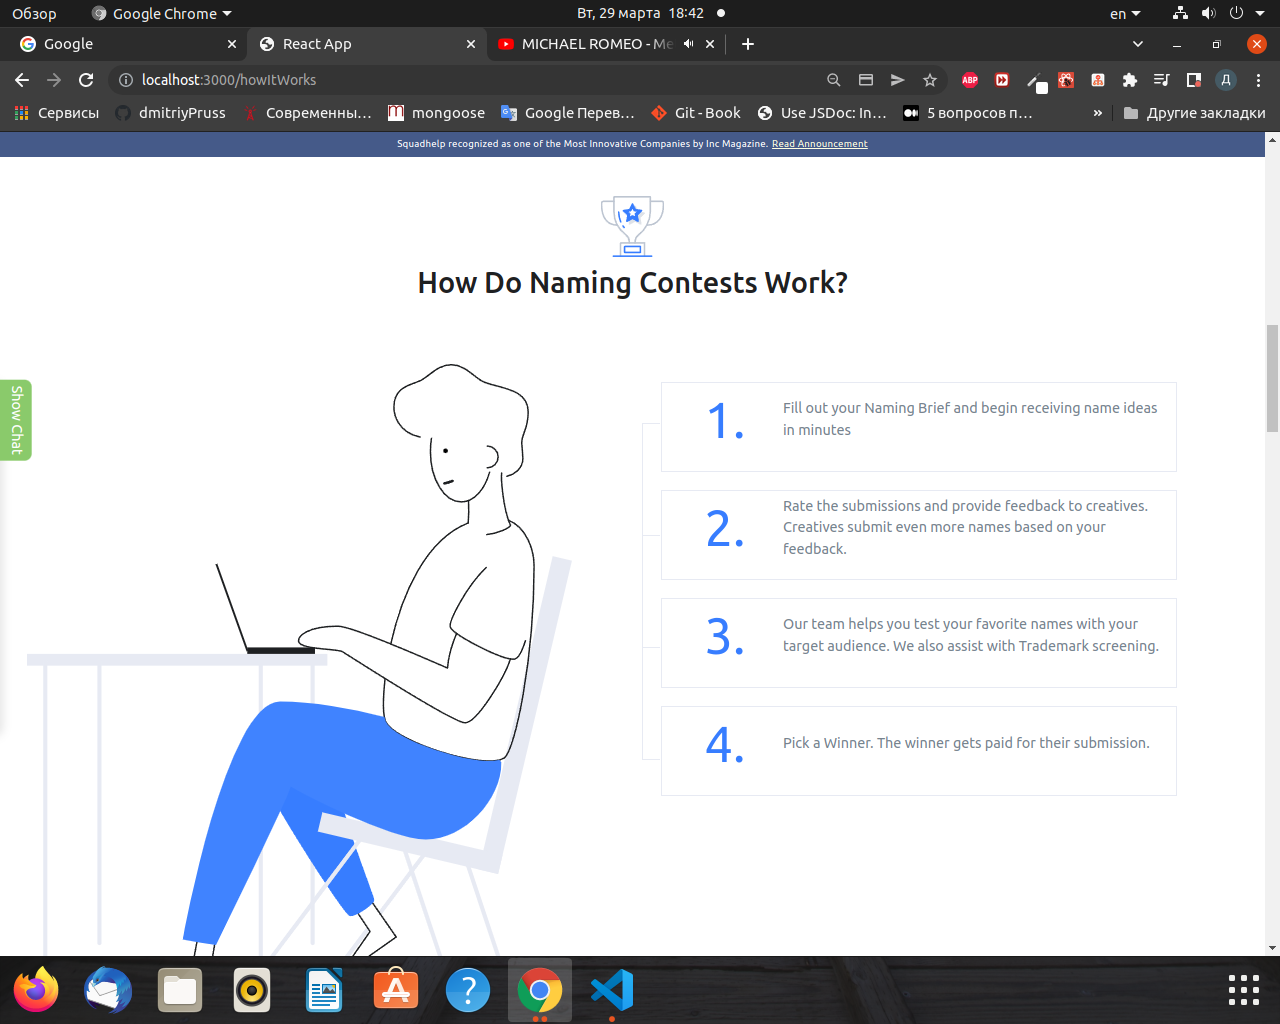 Обзор
Google Chrome
Вт, 29 марта 18:42
en
Google
React App
MICHAEL ROMEO - Me
localhost:3000/howItWorks
ABP
Д
Сервисы
dmitriyPruss
Современны...
mongoose
Google Перев...
Git - Book
Use JSDoc: In...
5 вопросов п...
»
Другие закладки
Squadhelp recognized as one of the Most Innovative Companies by Inc Magazine. Read Announcement
How Do Naming Contests Work?
Show Chat
1.
Fill out your Naming Brief and begin receiving name ideas
in minutes
2.
Rate the submissions and provide feedback to creatives.
Creatives submit even more names based on your
feedback.
3.
Our team helps you test your favorite names with your
target audience. We also assist with Trademark screening.
4.
Pick a Winner. The winner gets paid for their submission.